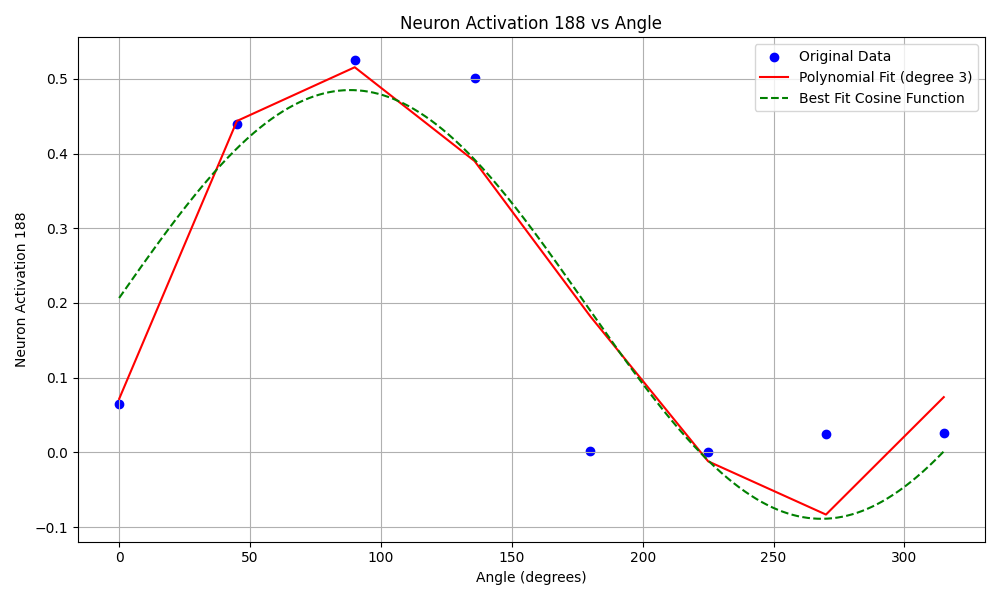 Neuron Activation 188 vs Angle
Original Data
Polynomial Fit (degree 3)
Best Fit Cosine Function
Neuron Activation 188
0.5
0.4
0.3
0.2
0.1
0.0
−0.1
0 50 100 150 200 250 300
Angle (degrees)